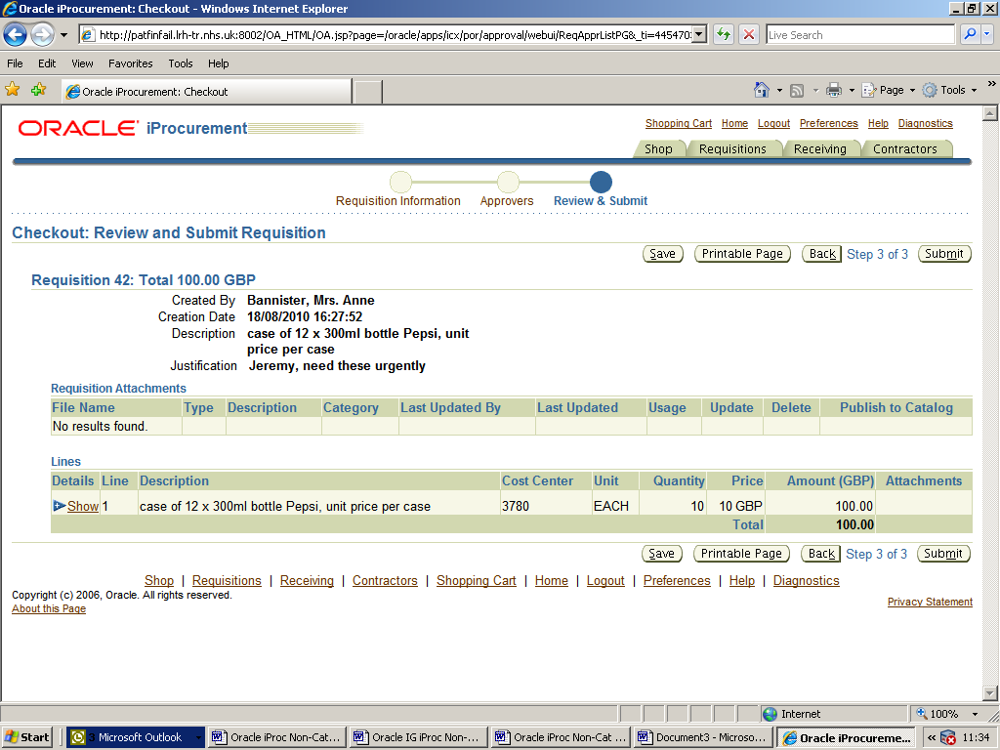 Oracle iProcurement: Checkout - Windows Internet Explorer
http://patfinfail.lrh-tr.nhs.uk:8002/OA_HTML/OA.jsp?page=/oracle/apps/icx/por/approval/webui/ReqApprListPG&_ti=445470: Live Search
File Edit View Favorites Tools Help
Oracle iProcurement: Checkout Page Tools »
ORACLE iProcurement
Shopping Cart Home Logout Preferences Help Diagnostics
Shop Requisitions Receiving Contractors
Requisition Information Approvers Review & Submit
Checkout: Review and Submit Requisition
Save Printable Page Back Step 3 of 3 Submit
Requisition 42: Total 100.00 GBP
Created By Bannister, Mrs. Anne
Creation Date 18/08/2010 16:27:52
Description case of 12 x 300ml bottle Pepsi, unit
price per case
Justification Jeremy, need these urgently
Requisition Attachments
File Name Type Description Category Last Updated By Last Updated Usage Update Delete Publish to Catalog
No results found.
Lines
Details Line Description Cost Center Unit Quantity Price Amount (GBP) Attachments
Show 1 case of 12 x 300ml bottle Pepsi, unit price per case 3780 EACH 10 10 GBP 100.00
Total 100.00
Save Printable Page Back Step 3 of 3 Submit
Shop | Requisitions | Receiving | Contractors | Shopping Cart | Home | Logout | Preferences | Help | Diagnostics
Copyright (c) 2006, Oracle. All rights reserved.
About this Page Privacy Statement
Internet 100%
Start 3 Microsoft Outlook Oracle iProc Non-Cat... Oracle IG iProc Non-... Oracle iProc Non-Cat ... Document3 - Microso... Oracle iProcureme... « 11:34